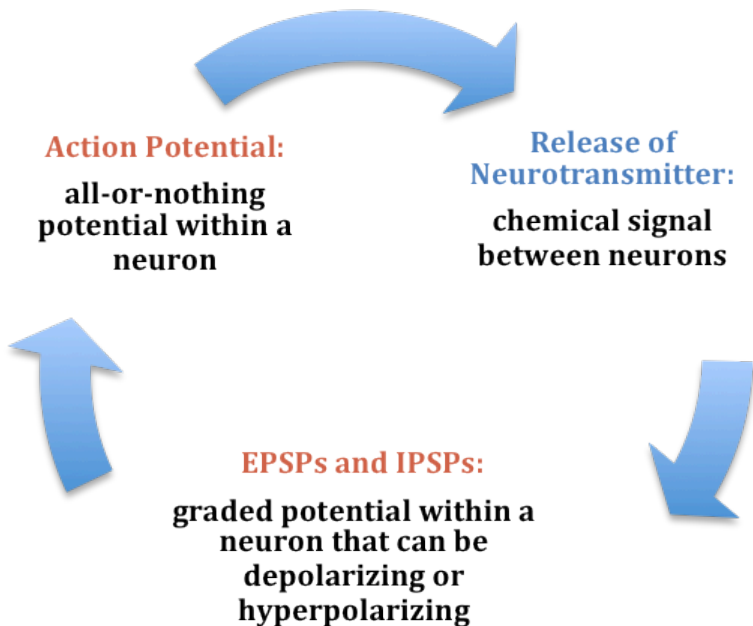 Action Potential:
all-or-nothing
potential within a
neuron
Release of
Neurotransmitter:
chemical signal
between neurons
EPSPs and IPSPs:
graded potential within a
neuron that can be
depolarizing or
hyperpolarizing